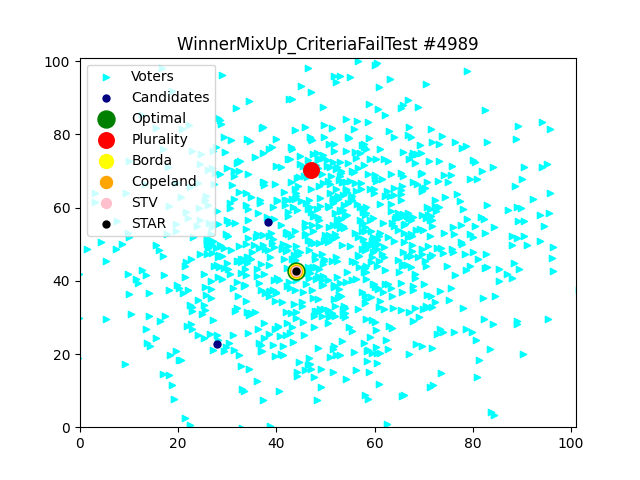 WinnerMixUp_CriteriaFailTest #4989
Voters
Candidates
Optimal
Plurality
Borda
Copeland
STV
STAR
100
80
60
40
20
0
0 20 40 60 80 100